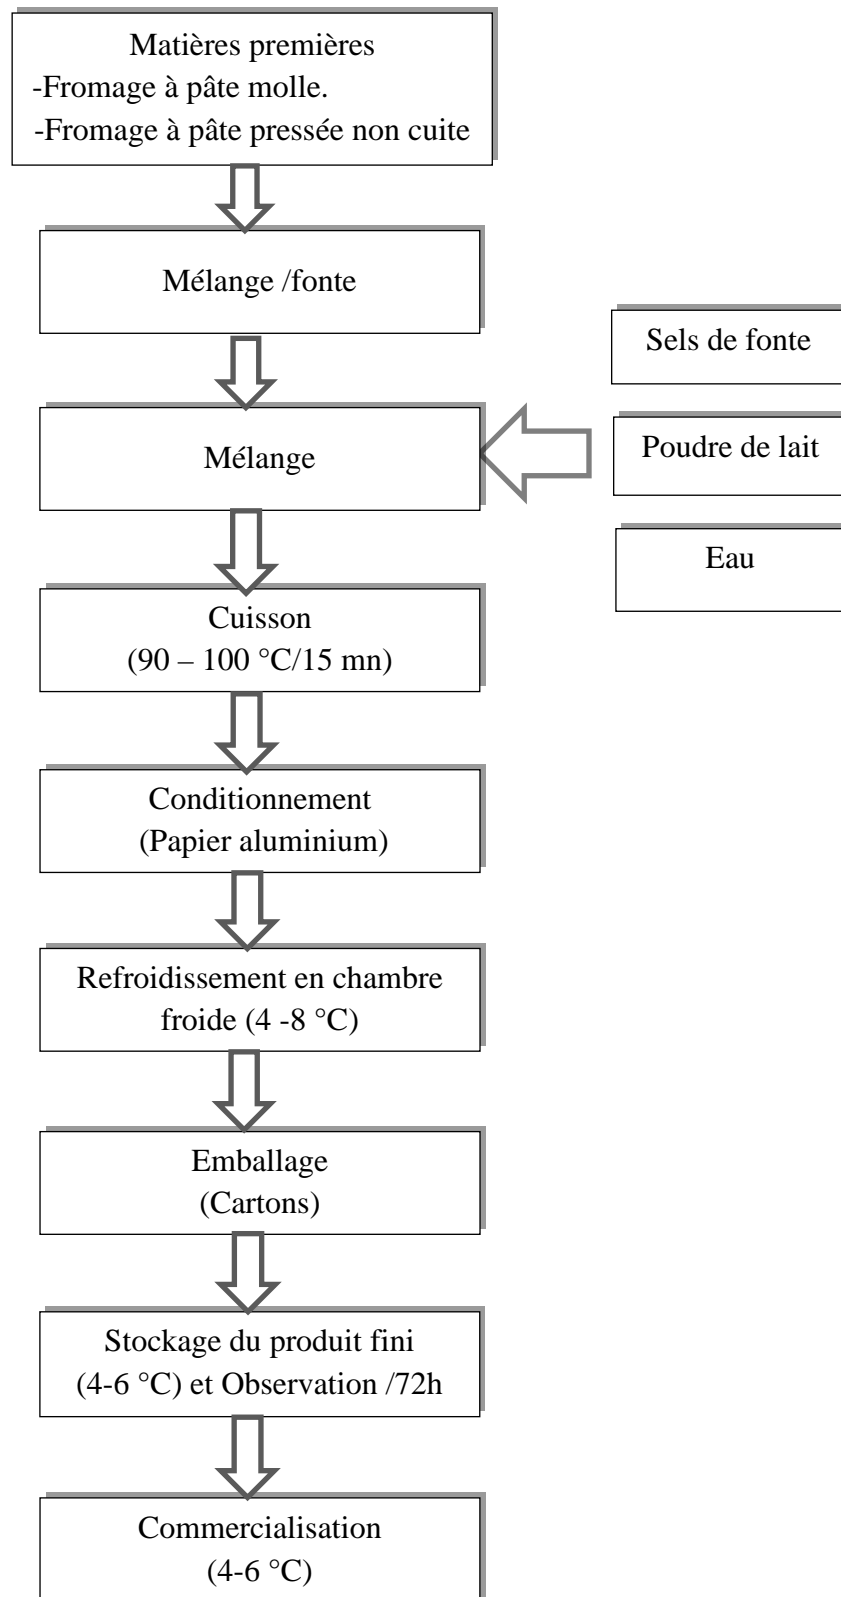 Matières premières
-Fromage à pâte molle.
-Fromage à pâte pressée non cuite
Mélange /fonte
Sels de fonte
Mélange
Poudre de lait
Eau
Cuisson
(90 – 100 °C/15 mn)
Conditionnement
(Papier aluminium)
Refroidissement en chambre
froide (4 -8 °C)
Emballage
(Cartons)
Stockage du produit fini
(4-6 °C) et Observation /72h
Commercialisation
(4-6 °C)